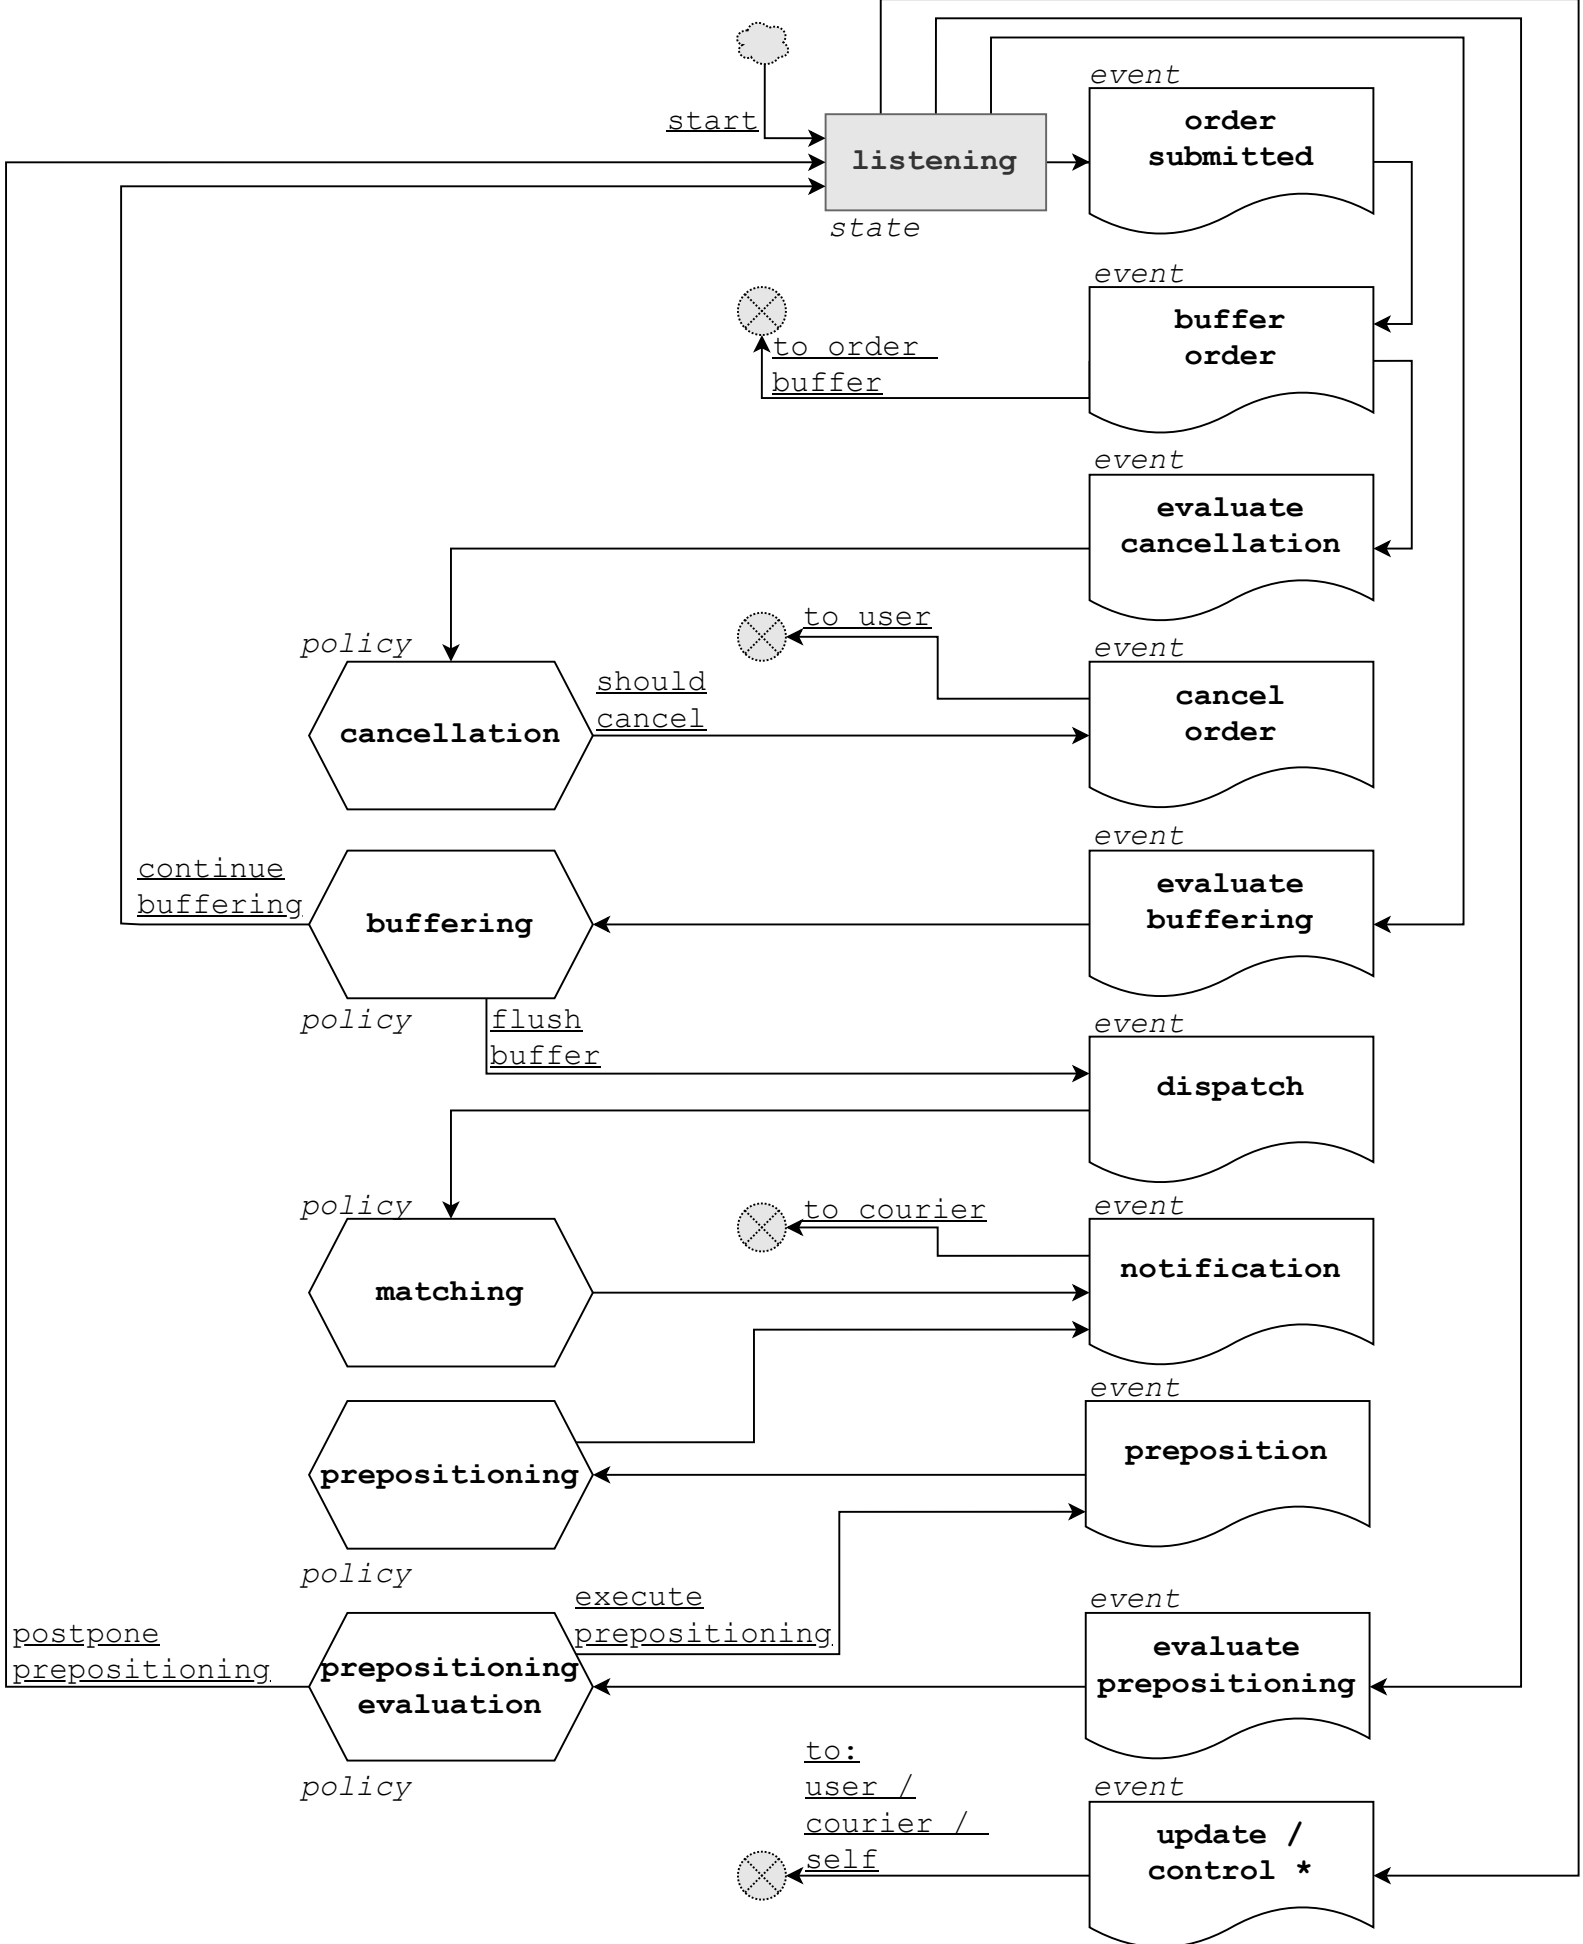 event
order
submitted
start
listening
state
event
buffer
order
to order
buffer
event
evaluate
cancellation
to user
policy
event
should
cancel
cancel
order
cancellation
event
continue
buffering
buffering
evaluate
buffering
policy
flush
buffer
event
dispatch
policy
to courier
event
notification
matching
event
preposition
prepositioning
policy
execute
prepositioning
event
postpone
prepositioning
prepositioning
evaluation
evaluate
prepositioning
policy
to:
user /
courier /
self
event
update /
control *